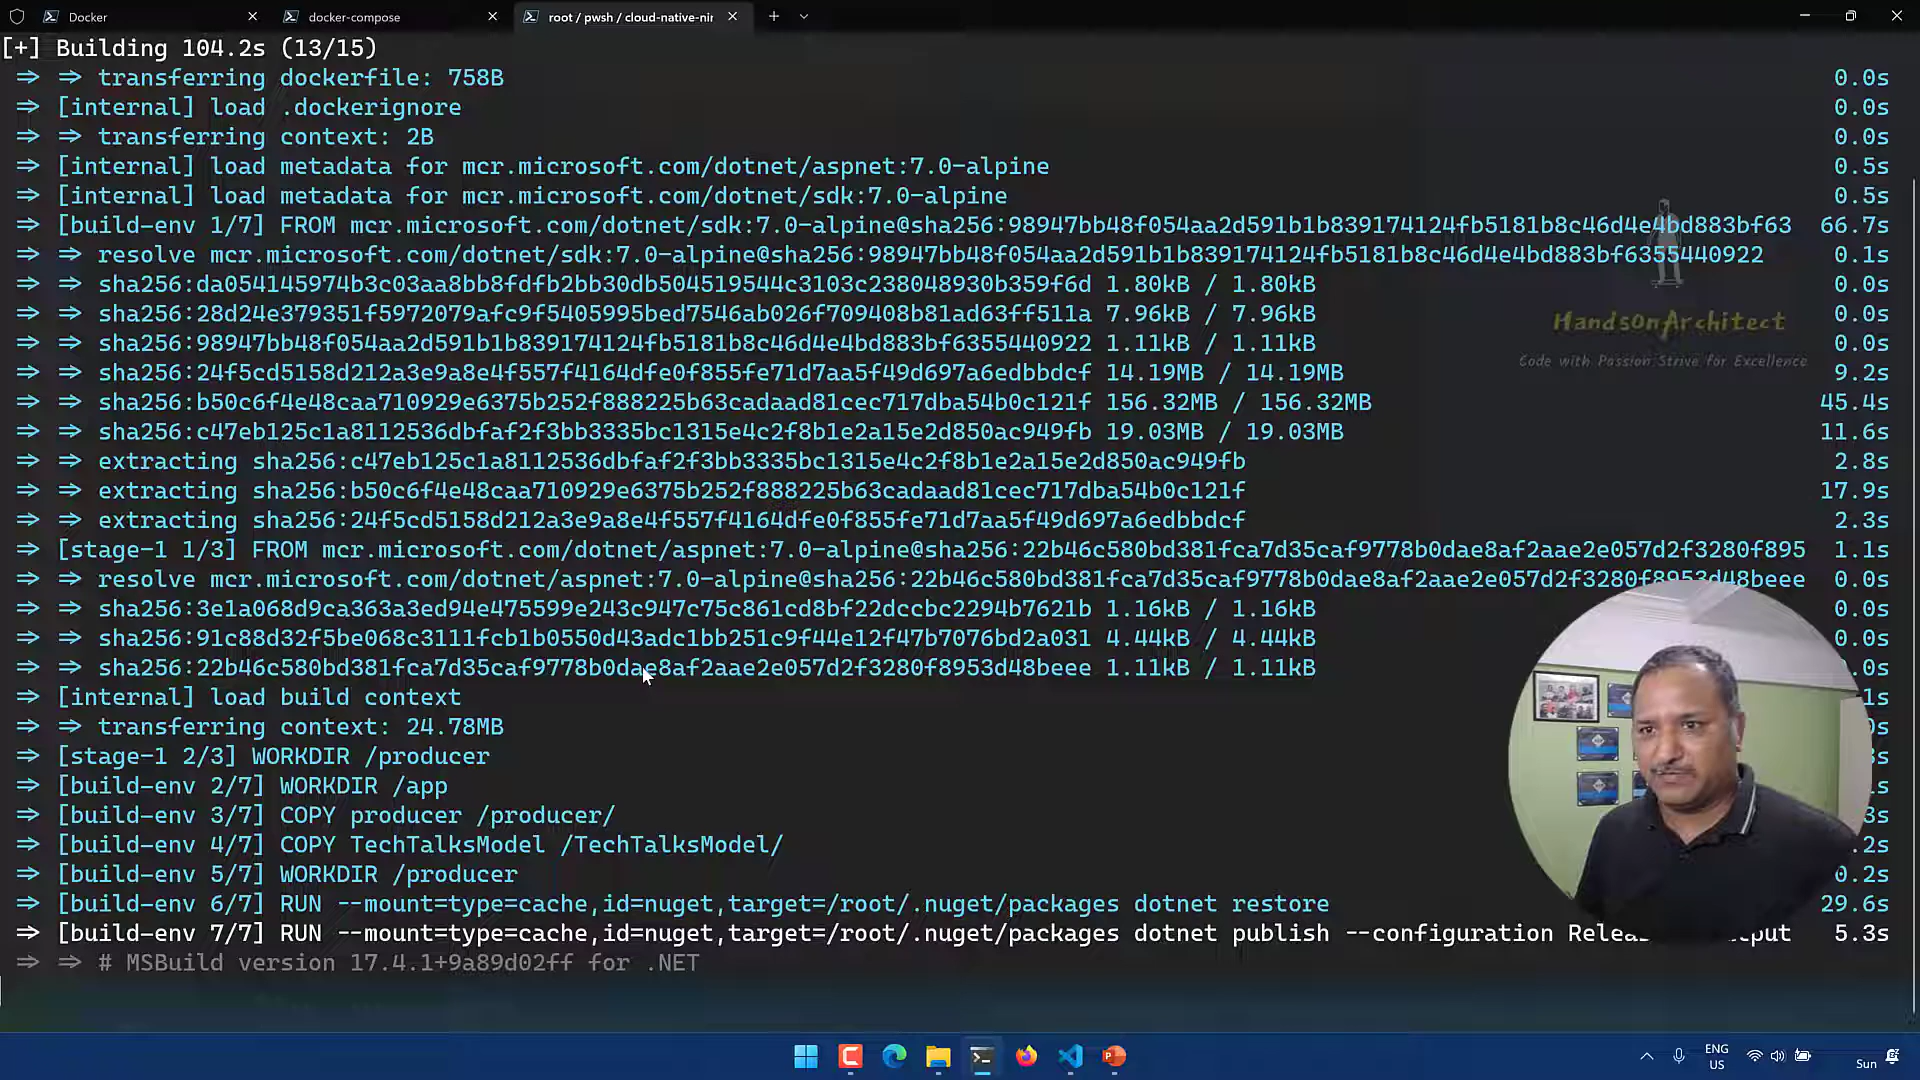 Docker docker-compose root / pwsh / cloud-native-nir
[+] Building 104.2s (13/15)
=> => transferring dockerfile: 758B 0.0s
=> [internal] load .dockerignore 0.0s
=> => transferring context: 2B 0.0s
=> [internal] load metadata for mcr.microsoft.com/dotnet/aspnet:7.0-alpine 0.5s
=> [internal] load metadata for mcr.microsoft.com/dotnet/sdk:7.0-alpine 0.5s
=> [build-env 1/7] FROM mcr.microsoft.com/dotnet/sdk:7.0-alpine@sha256:98947bb48f054aa2d591b1b839174124fb5181b8c46d4e4bd883bf63 66.7s
=> => resolve mcr.microsoft.com/dotnet/sdk:7.0-alpine@sha256:98947bb48f054aa2d591b1b839174124fb5181b8c46d4e4bd883bf6355440922 0.1s
=> => sha256:da054145974b3c03aa8bb8fdfb2bb30db504519544c3103c238048930b359f6d 1.80kB / 1.80kB 0.0s
=> => sha256:28d24e379351f5972079afc9f5405995bed7546ab026f709408b81ad63ff511a 7.96kB / 7.96kB 0.0s
HandsOnArchitect
=> => sha256:98947bb48f054aa2d591b1b839174124fb5181b8c46d4e4bd883bf6355440922 1.11kB / 1.11kB 0.0s
Code with Passion Strive for Excellence
=> => sha256:24f5cd5158d212a3e9a8e4f557f4164dfe0f855fe71d7aa5f49d697a6edbbdcf 14.19MB / 14.19MB 9.2s
=> => sha256:b50c6f4e48caa710929e6375b252f888225b63cadaad81cec717dba54b0c121f 156.32MB / 156.32MB 45.4s
=> => sha256:c47eb125c1a8112536dbfaf2f3bb3335bc1315e4c2f8b1e2a15e2d850ac949fb 19.03MB / 19.03MB 11.6s
=> => extracting sha256:c47eb125c1a8112536dbfaf2f3bb3335bc1315e4c2f8b1e2a15e2d850ac949fb 2.8s
=> => extracting sha256:b50c6f4e48caa710929e6375b252f888225b63cadaad81cec717dba54b0c121f 17.9s
=> => extracting sha256:24f5cd5158d212a3e9a8e4f557f4164dfe0f855fe71d7aa5f49d697a6edbbdcf 2.3s
=> [stage-1 1/3] FROM mcr.microsoft.com/dotnet/aspnet:7.0-alpine@sha256:22b46c580bd381fca7d35caf9778b0dae8af2aae2e057d2f3280f895 1.1s
=> => resolve mcr.microsoft.com/dotnet/aspnet:7.0-alpine@sha256:22b46c580bd381fca7d35caf9778b0dae8af2aae2e057d2f3280f8953d48beee 0.0s
=> => sha256:3e1a068d9ca363a3ed94e475599e243c947c75c861cd8bf22dccbc2294b7621b 1.16kB / 1.16kB 0.0s
=> => sha256:91c88d32f5be068c3111fcb1b0550d43adc1bb251c9f44e12f47b7076bd2a031 4.44kB / 4.44kB 0.0s
=> => sha256:22b46c580bd381fca7d35caf9778b0dae8af2aae2e057d2f3280f8953d48beee 1.11kB / 1.11kB 0.0s
=> [internal] load build context
=> => transferring context: 24.78MB
=> [stage-1 2/3] WORKDIR /producer
=> [build-env 2/7] WORKDIR /app
=> [build-env 3/7] COPY producer /producer/
=> [build-env 4/7] COPY TechTalksModel /TechTalksModel/
=> [build-env 5/7] WORKDIR /producer 0.2s
=> [build-env 6/7] RUN --mount=type=cache,id=nuget,target=/root/.nuget/packages dotnet restore 29.6s
=> [build-env 7/7] RUN --mount=type=cache,id=nuget,target=/root/.nuget/packages dotnet publish --configuration 5.3s
=> => # MSBuild version 17.4.1+9a89d02ff for .NET
ENG
US
Sun